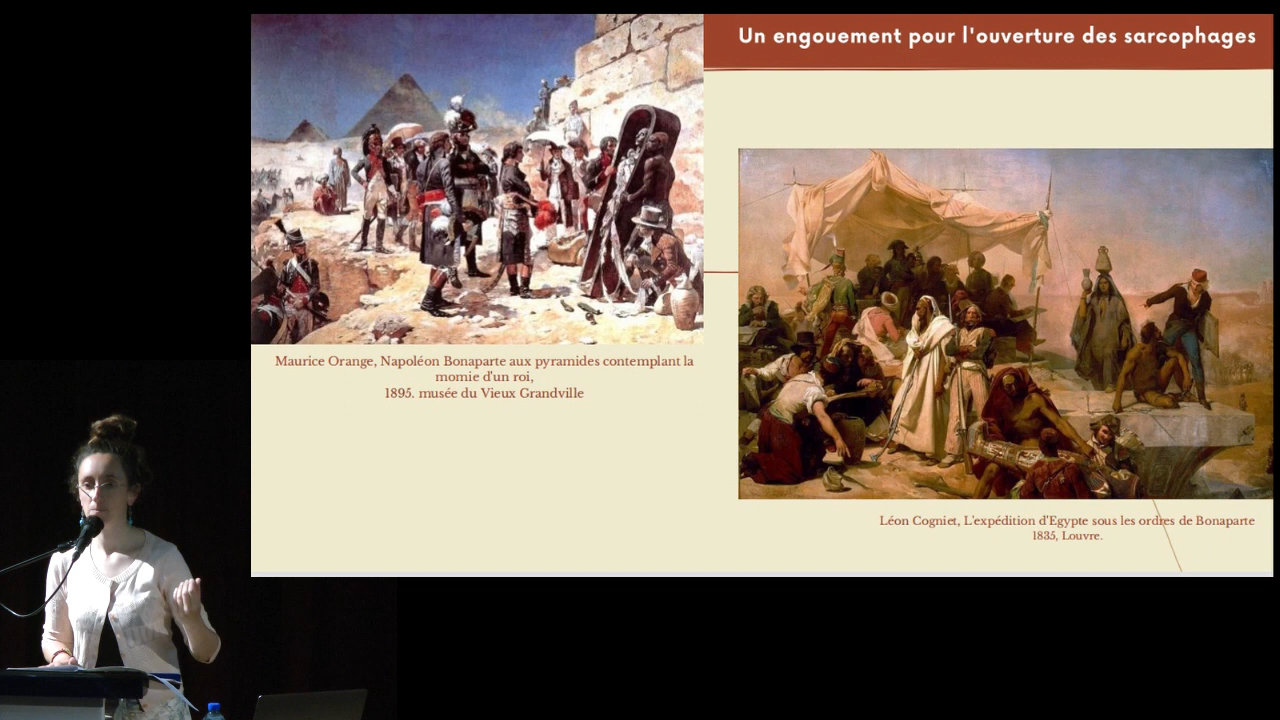 Un engouement pour l'ouverture des sarcophages
Maurice Orange, Napoléon Bonaparte aux pyramides contemplant la
momie d'un roi,
1895. musée du Vieux Grandville
Léon Cogniet, L'expédition d'Egypte sous les ordres de Bonaparte
1835, Louvre.